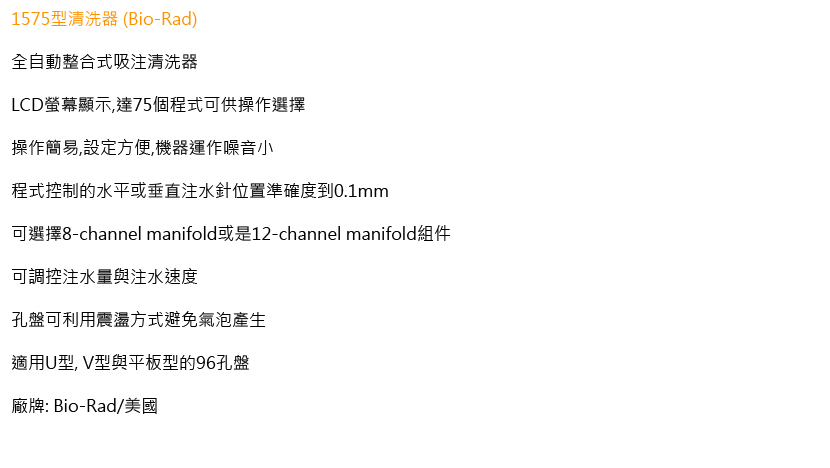 1575型清洗器 (Bio-Rad)
全自動整合式吸注清洗器
LCD螢幕顯示,達75個程式可供操作選擇
操作簡易,設定方便,機器運作噪音小
程式控制的水平或垂直注水針位置準確度到0.1mm
可選擇8-channel manifold或是12-channel manifold組件
可調控注水量與注水速度
孔盤可利用震盪方式避免氣泡產生
適用U型, V型與平板型的96孔盤
廠牌: Bio-Rad/美國